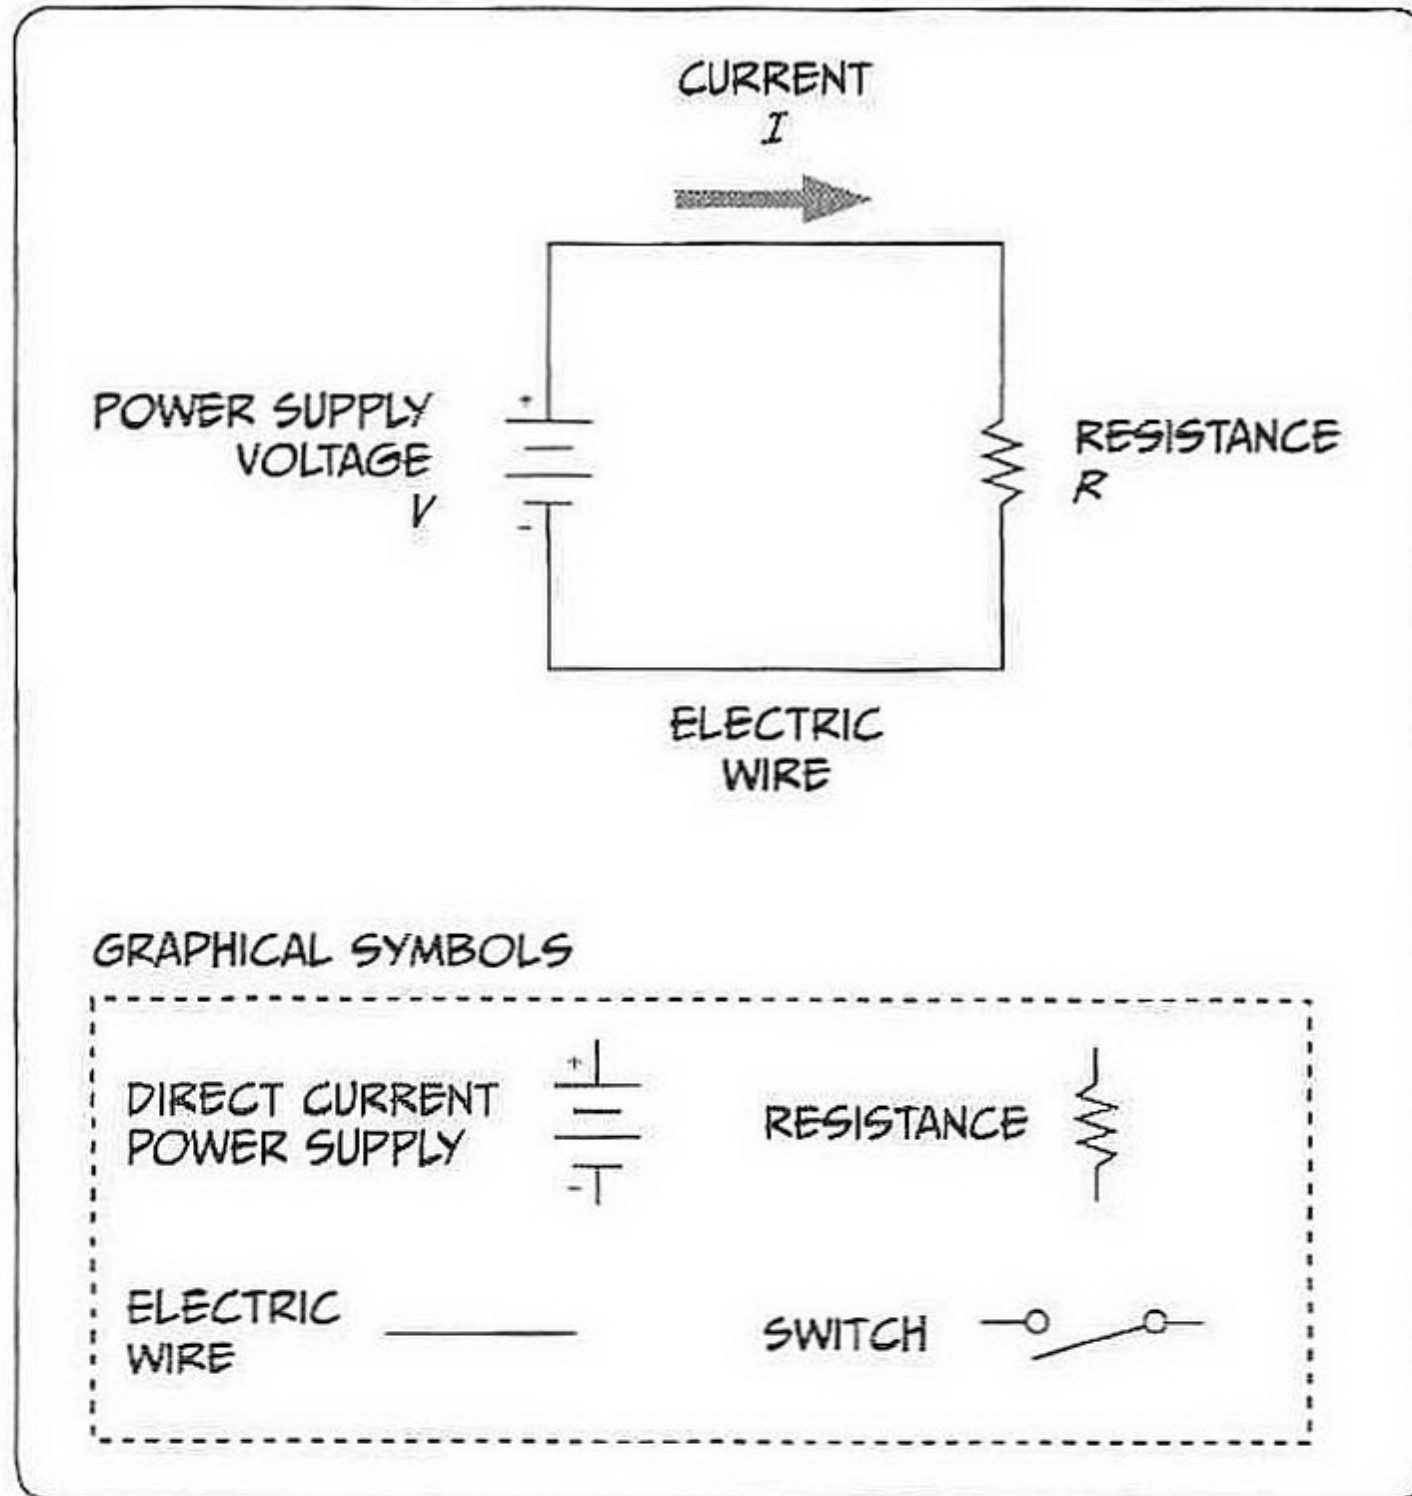 CURRENT
I
POWER SUPPLY
VOLTAGE
V
+
-
RESISTANCE
R
ELECTRIC
WIRE
GRAPHICAL SYMBOLS
DIRECT CURRENT
POWER SUPPLY
+
-
RESISTANCE
ELECTRIC
WIRE
SWITCH